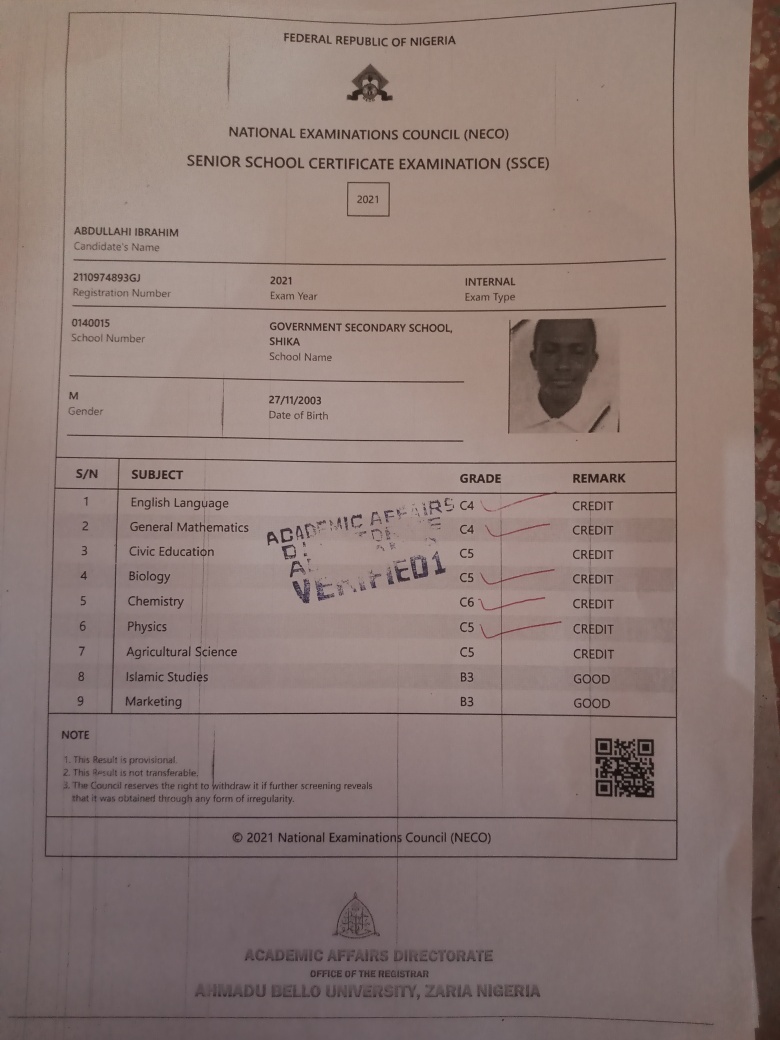 FEDERAL REPUBLIC OF NIGERIA
NATIONAL EXAMINATIONS COUNCIL (NECO)
SENIOR SCHOOL CERTIFICATE EXAMINATION (SSCE)
2021
ABDULLAHI IBRAHIM
Candidate's Name
2110974893GJ 2021 INTERNAL
Registration Number Exam Year Exam Type
0140015 GOVERNMENT SECONDARY SCHOOL,
School Number SHIKA
School Name
M 27/11/2003
Gender Date of Birth
S/N SUBJECT GRADE REMARK
1 English Language C4 CREDIT
2 General Mathematics C4 CREDIT
3 Civic Education C5 CREDIT
4 Biology C5 CREDIT
5 Chemistry C6 CREDIT
6 Physics C5 CREDIT
7 Agricultural Science C5 CREDIT
8 Islamic Studies B3 GOOD
9 Marketing B3 GOOD
ACADEMIC AFFAIRS
VERIFIED1
NOTE
1. This Result is provisional.
2. This Result is not transferable.
3. The Council reserves the right to withdraw it if further screening reveals
that it was obtained through any form of irregularity.
© 2021 National Examinations Council (NECO)
ACADEMIC AFFAIRS DIRECTORATE
OFFICE OF THE REGISTRAR
AHMADU BELLO UNIVERSITY, ZARIA NIGERIA